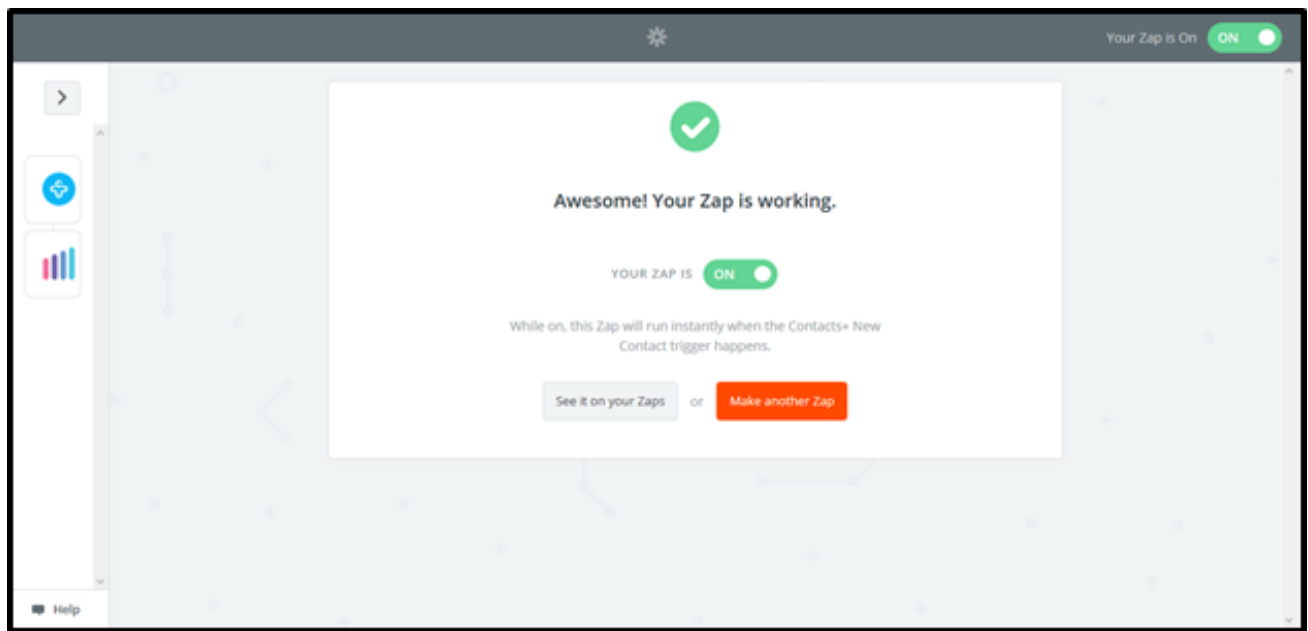 Your Zap is On ON
Awesome! Your Zap is working.
YOUR ZAP IS ON
While on, this Zap will run instantly when the Contacts+ New
Contact trigger happens.
See it on your Zaps or Make another Zap
Help